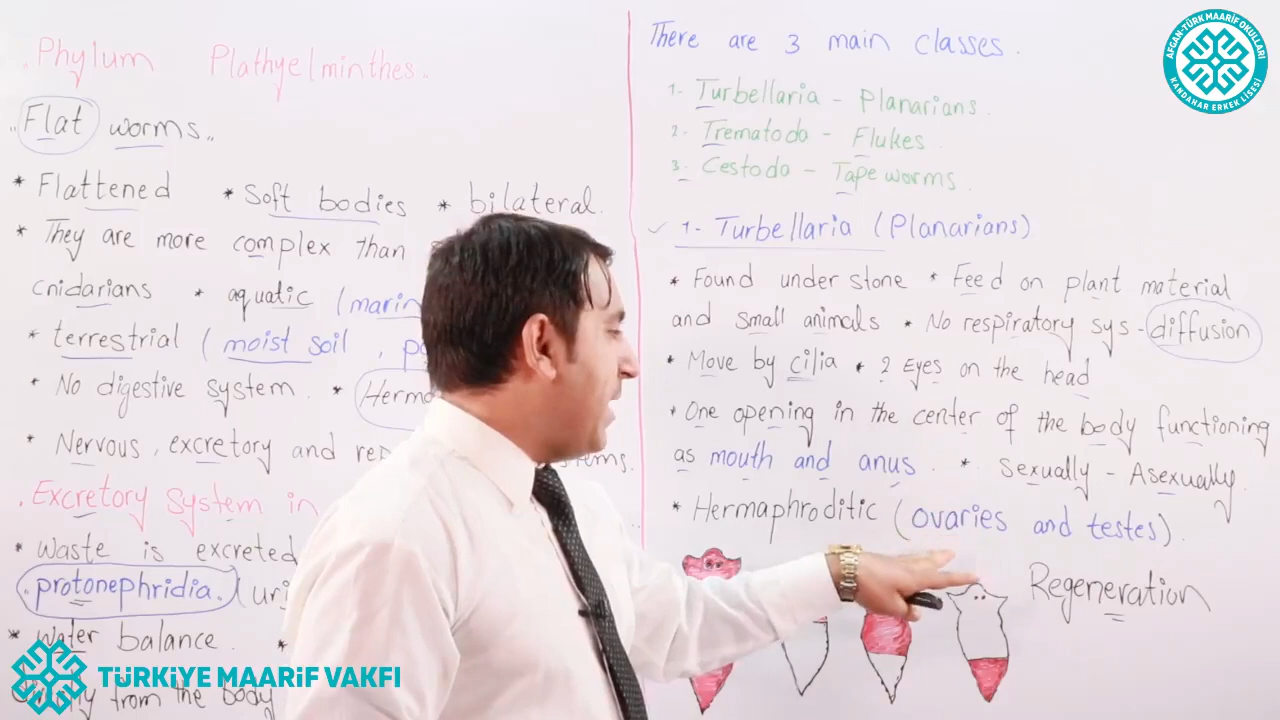 Phylum Plathyelminthes
Flat worms
* Flattened * Soft bodies * bilateral.
* They are more complex than
cnidarians * aquatic (marin
* terrestrial (moist soil,
* No digestive system. *
* Nervous, excretory and
Excretory system in
* Waste is excreted
protonephridia.
* Water balance. *
from the body
There are 3 main classes.
1- Turbellaria - Planarians.
2- Trematoda - Flukes.
3- Cestoda - Tape worms.
1- Turbellaria (Planarians)
* Found under stone * Feed on plant material
and small animals * No respiratory sys- diffusion
* Move by cilia * 2 Eyes on the head
* One opening in the center of the body functioning
as mouth and anus. * Sexually - Asexually.
* Hermaphroditic (ovaries and testes).
Regeneration
AFGAN-TÜRK MAARİF OKULLARI
KANDAHAR ERKEK LİSESİ
TÜRKİYE MAARİF VAKFI